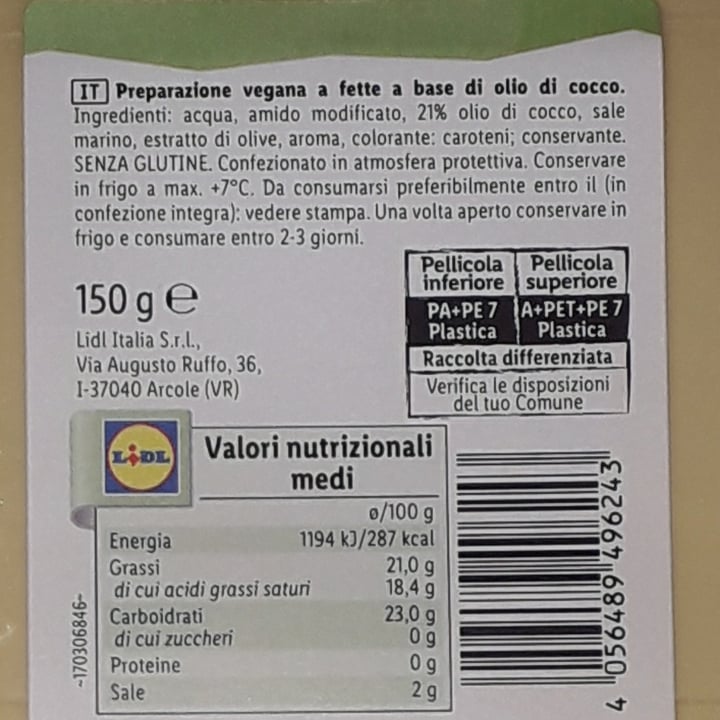 IT Preparazione vegana a fette a base di olio di cocco.
Ingredienti: acqua, amido modificato, 21% olio di cocco, sale
marino, estratto di olive, aroma, colorante: caroteni; conservante.
SENZA GLUTINE. Confezionato in atmosfera protettiva. Conservare
in frigo a max. +7°C. Da consumarsi preferibilmente entro il (in
confezione integra): vedere stampa. Una volta aperto conservare in
frigo e consumare entro 2-3 giorni.
150 g e
Lidl Italia S.r.l.,
Via Augusto Ruffo, 36,
I-37040 Arcole (VR)
Pellicola inferiore
Pellicola superiore
PA+PE 7 Plastica
A+PET+PE 7 Plastica
Raccolta differenziata
Verifica le disposizioni
del tuo Comune
LIDL
Valori nutrizionali
medi
ø/100 g
Energia 1194 kJ/287 kcal
Grassi 21,0 g
di cui acidi grassi saturi 18,4 g
Carboidrati 23,0 g
di cui zuccheri 0 g
Proteine 0 g
Sale 2 g
~170306846~
4 056489 496243